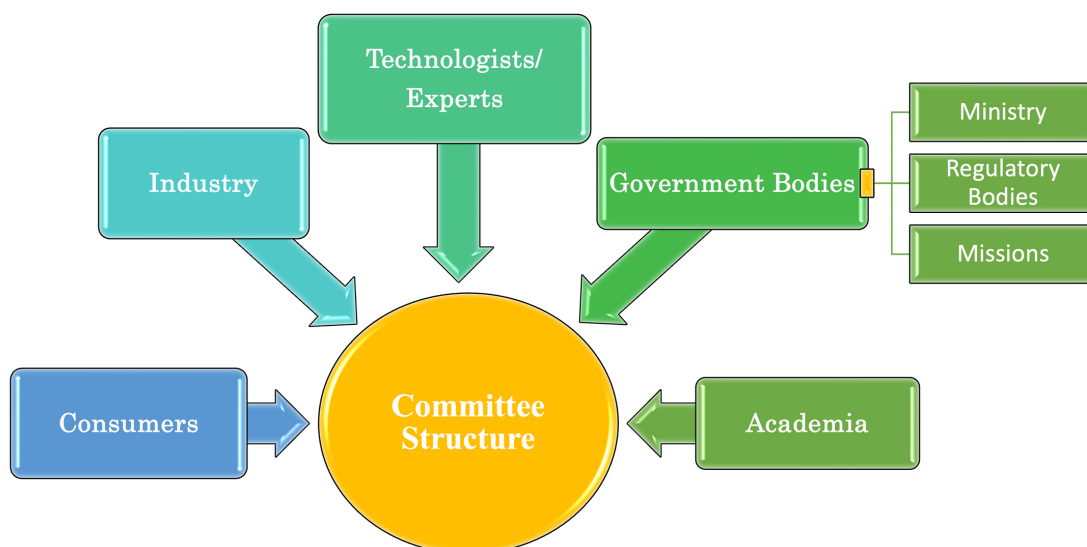 Technologists/
Experts
Industry
Government Bodies
Ministry
Regulatory
Bodies
Missions
Consumers
Committee
Structure
Academia